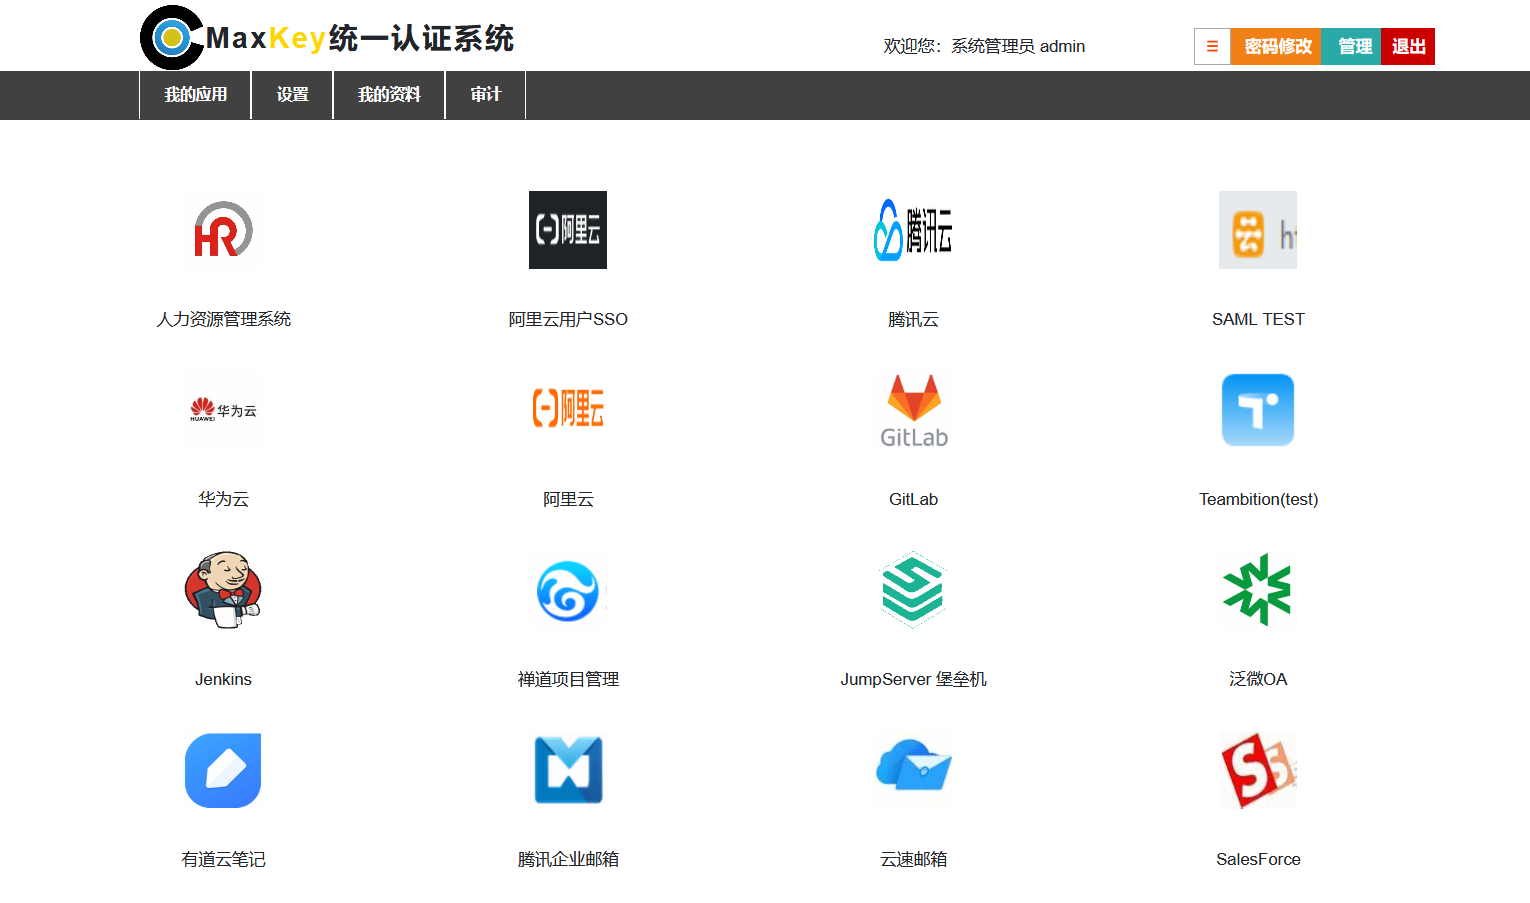 MaxKey统一认证系统
欢迎您：系统管理员 admin
☰ 密码修改 管理 退出
我的应用 设置 我的资料 审计
HR
(-)阿里云
腾讯云
ht
人力资源管理系统 阿里云用户SSO 腾讯云 SAML TEST
HUAWEI 华为云
(-)阿里云
GitLab
华为云 阿里云 GitLab Teambition(test)
Jenkins 禅道项目管理 JumpServer 堡垒机 泛微OA
有道云笔记 腾讯企业邮箱 云速邮箱 SalesForce